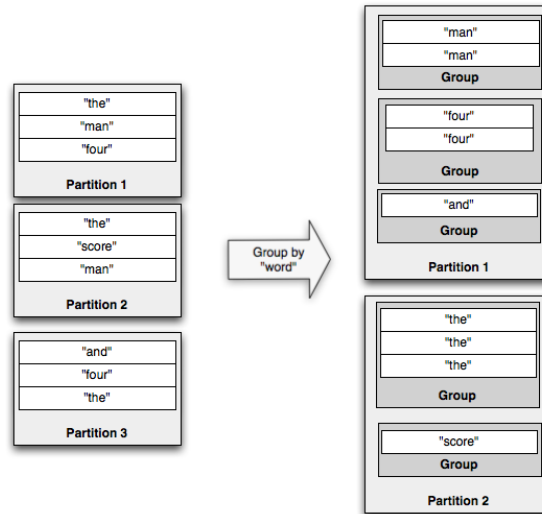 "the"
"man"
"four"
Partition 1
"the"
"score"
"man"
Partition 2
"and"
"four"
"the"
Partition 3
Group by
"word"
"man"
"man"
Group
"four"
"four"
Group
"and"
Group
Partition 1
"the"
"the"
"the"
Group
"score"
Group
Partition 2